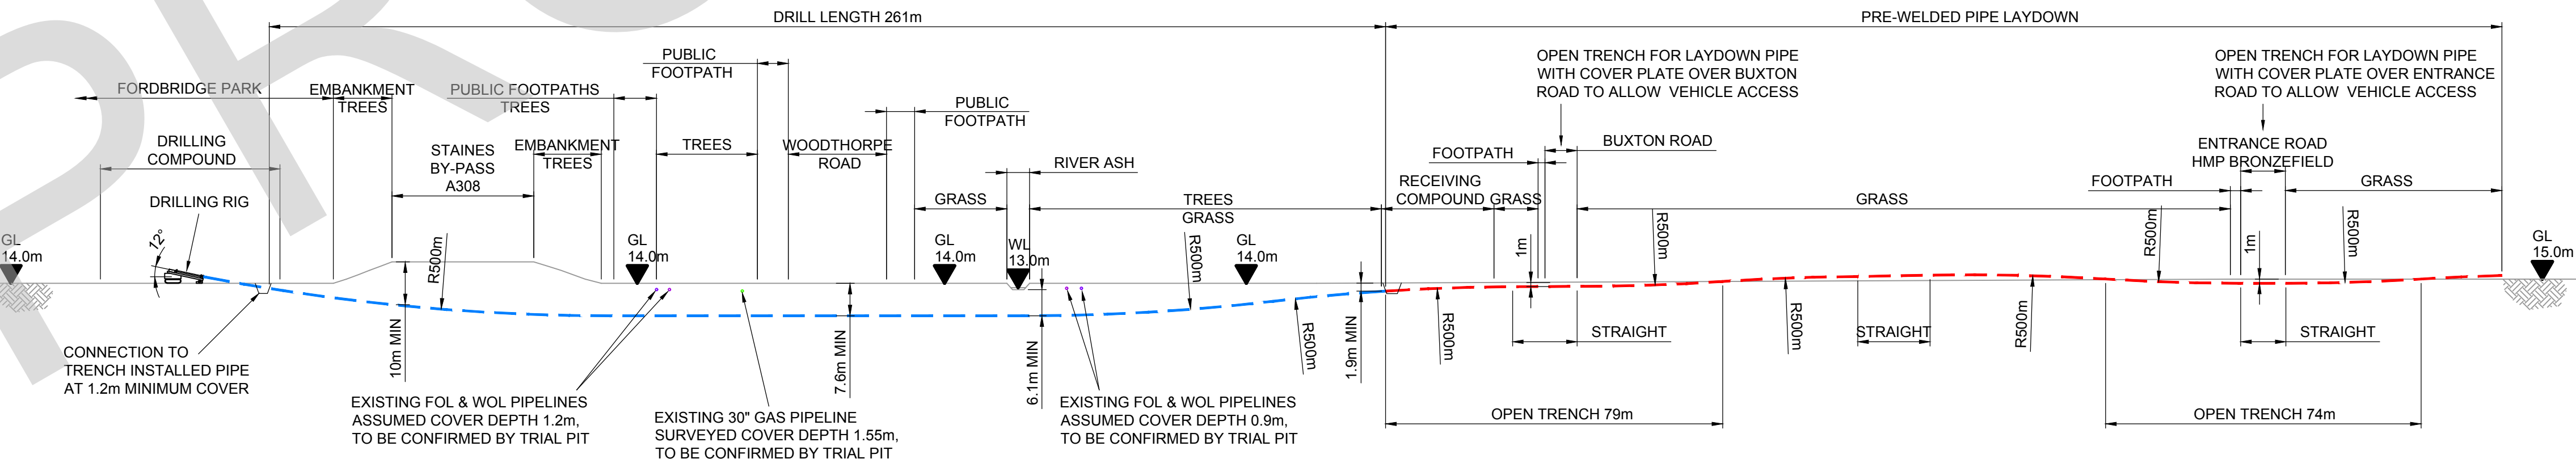 DRILL LENGTH 261m
PRE-WELDED PIPE LAYDOWN
PUBLIC
FOOTPATH
OPEN TRENCH FOR LAYDOWN PIPE
WITH COVER PLATE OVER BUXTON
ROAD TO ALLOW VEHICLE ACCESS
OPEN TRENCH FOR LAYDOWN PIPE
WITH COVER PLATE OVER ENTRANCE
ROAD TO ALLOW VEHICLE ACCESS
FORDBRIDGE PARK
EMBANKMENT
TREES
PUBLIC FOOTPATHS
TREES
PUBLIC
FOOTPATH
DRILLING
COMPOUND
STAINES
BY-PASS
A308
EMBANKMENT
TREES
TREES
WOODTHORPE
ROAD
RIVER ASH
FOOTPATH
BUXTON ROAD
ENTRANCE ROAD
HMP BRONZEFIELD
DRILLING RIG
GRASS
TREES
GRASS
RECEIVING
COMPOUND
GRASS
GRASS
FOOTPATH
GRASS
GL
14.0m
12°
R500m
GL
14.0m
GL
14.0m
WL
13.0m
R500m
GL
14.0m
1m
R500m
R500m
1m
R500m
GL
15.0m
CONNECTION TO
TRENCH INSTALLED PIPE
AT 1.2m MINIMUM COVER
10m MIN
7.6m MIN
6.1m MIN
R500m
1.9m MIN
R500m
STRAIGHT
R500m
STRAIGHT
R500m
STRAIGHT
EXISTING FOL & WOL PIPELINES
ASSUMED COVER DEPTH 1.2m,
TO BE CONFIRMED BY TRIAL PIT
EXISTING 30" GAS PIPELINE
SURVEYED COVER DEPTH 1.55m,
TO BE CONFIRMED BY TRIAL PIT
EXISTING FOL & WOL PIPELINES
ASSUMED COVER DEPTH 0.9m,
TO BE CONFIRMED BY TRIAL PIT
OPEN TRENCH 79m
OPEN TRENCH 74m